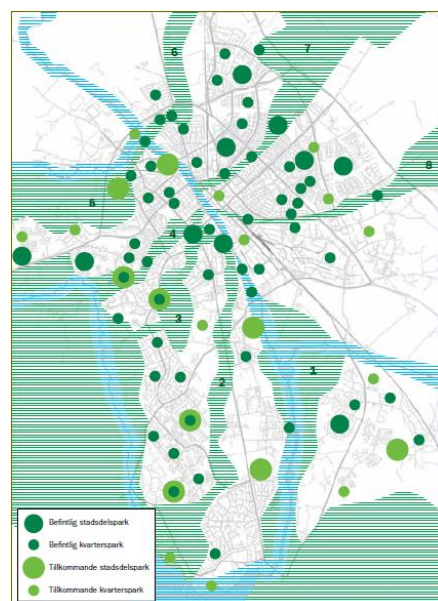 6
7
8
5
4
3
2
1
Befintlig stadsdelspark
Befintlig kvarterspark
Tillkommande stadsdelspark
Tillkommande kvarterspark